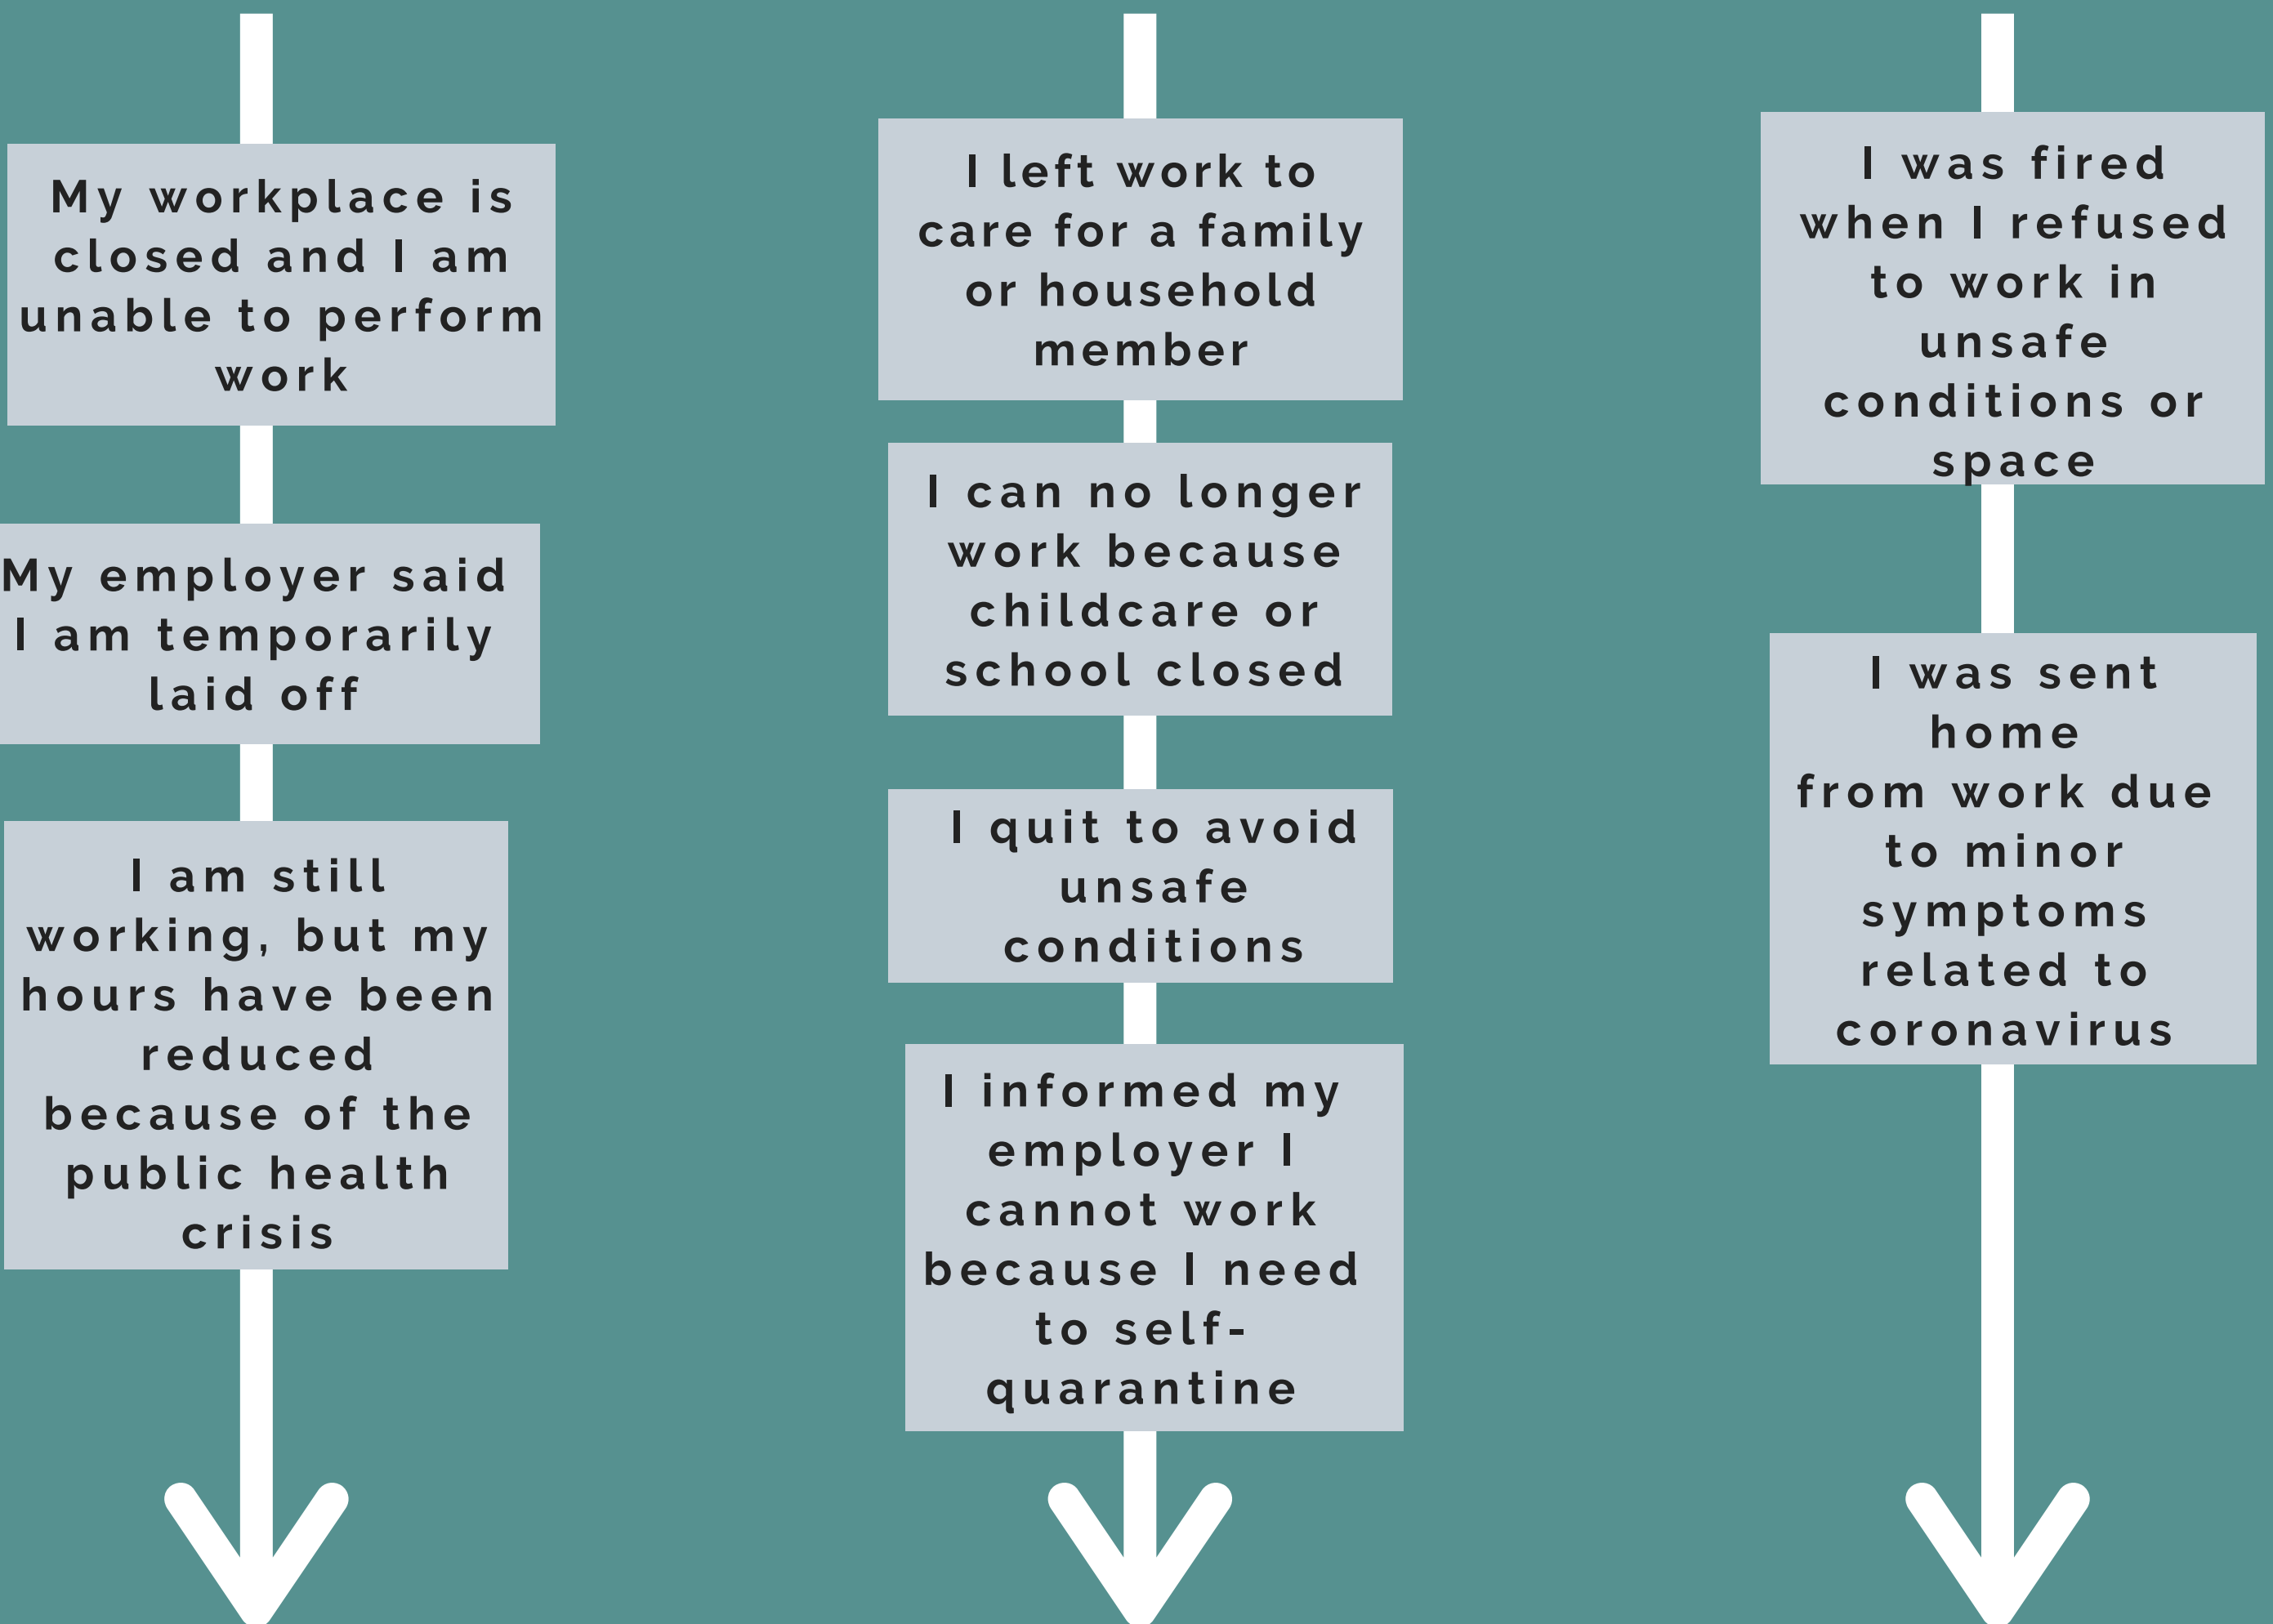 My workplace is
closed and I am
unable to perform
work
My employer said
I am temporarily
laid off
I am still
working, but my
hours have been
reduced
because of the
public health
crisis
I left work to
care for a family
or household
member
I can no longer
work because
childcare or
school closed
I quit to avoid
unsafe
conditions
I informed my
employer I
cannot work
because I need
to self-
quarantine
I was fired
when I refused
to work in
unsafe
conditions or
space
I was sent
home
from work due
to minor
symptoms
related to
coronavirus